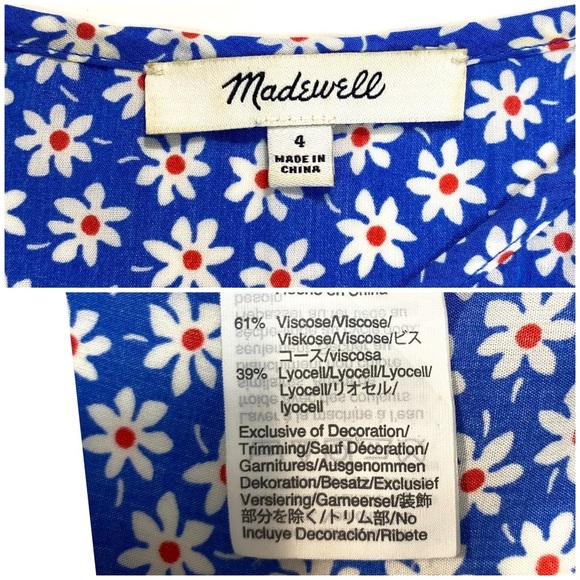 Madewell
4
MADE IN
CHINA
61% Viscose/Viscose/
Viskose/Viscose/ビス
コース/viscosa
39% Lyocell/Lyocell/Lyocell/
Lyocell/リオセル/
lyocell
Exclusive of Decoration/
Trimming/Sauf Décoration/
Garnitures/Ausgenommen
Dekoration/Besatz/Exclusief
Versiering/Garneersel/装飾
部分を除く/トリム部/No
Incluye Decoración/Ribete